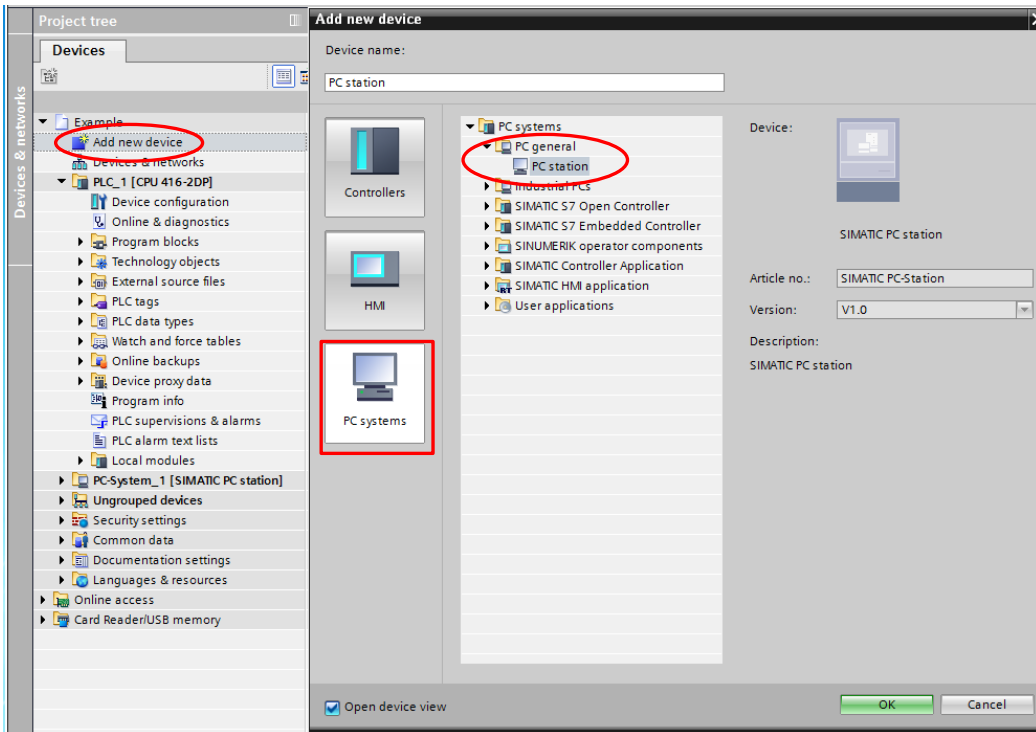 Project tree
Devices
Devices & networks
Example
Add new device
Devices & networks
PLC_1 [CPU 416-2DP]
Device configuration
Online & diagnostics
Program blocks
Technology objects
External source files
PLC tags
PLC data types
Watch and force tables
Online backups
Device proxy data
Program info
PLC supervisions & alarms
PLC alarm text lists
Local modules
PC-System_1 [SIMATIC PC station]
Ungrouped devices
Security settings
Common data
Documentation settings
Languages & resources
Online access
Card Reader/USB memory
Add new device
Device name:
PC station
Controllers
HMI
PC systems
PC systems
PC general
PC station
Industrial PCs
SIMATIC S7 Open Controller
SIMATIC S7 Embedded Controller
SINUMERIK operator components
SIMATIC Controller Application
SIMATIC HMI application
User applications
Device:
SIMATIC PC station
Article no.:
SIMATIC PC-Station
Version:
V1.0
Description:
SIMATIC PC station
Open device view
OK
Cancel